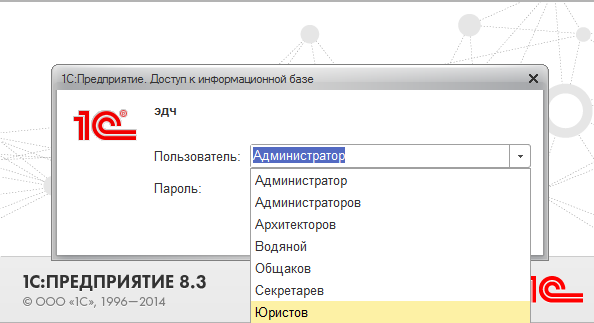 1С:Предприятие. Доступ к информационной базе
1С®
эдч
Пользователь: Администратор
Пароль:
Администратор
Администраторов
Архитекторов
Водяной
Общаков
Секретарев
Юристов
1С:ПРЕДПРИЯТИЕ 8.3
© ООО «1С», 1996—2014
1С